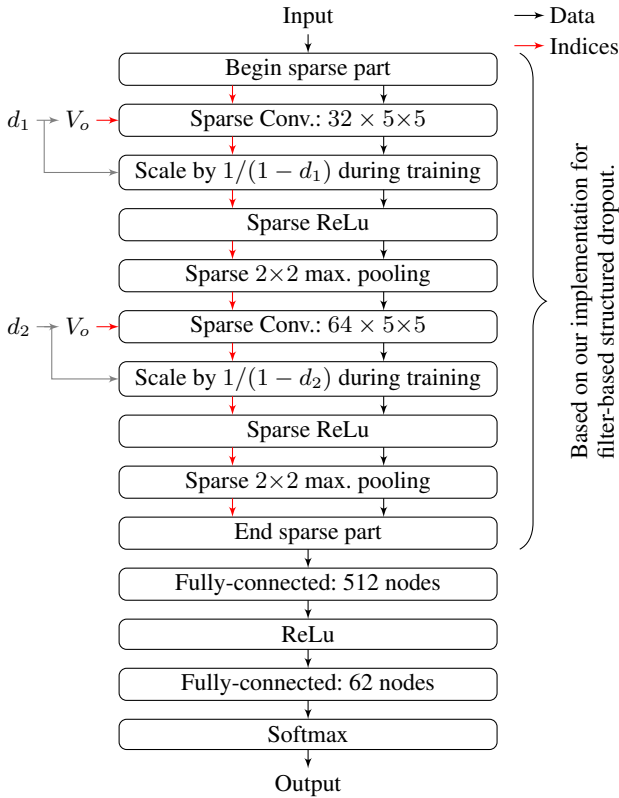 Input
Data
Indices
Begin sparse part
d₁ Vₒ Sparse Conv.: 32 × 5×5
Scale by 1/(1 − d₁) during training
Sparse ReLu
Sparse 2×2 max. pooling
d₂ Vₒ Sparse Conv.: 64 × 5×5
Scale by 1/(1 − d₂) during training
Sparse ReLu
Sparse 2×2 max. pooling
End sparse part
Fully-connected: 512 nodes
ReLu
Fully-connected: 62 nodes
Softmax
Output
Based on our implementation for
filter-based structured dropout.